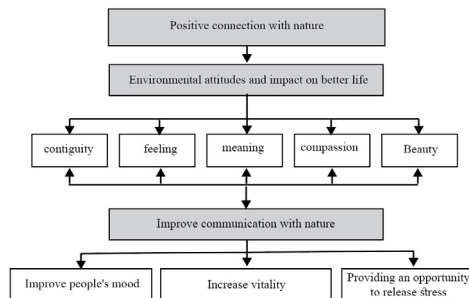 Positive connection with nature
Environmental attitudes and impact on better life
contiguity
feeling
meaning
compassion
Beauty
Improve communication with nature
Improve people's mood
Increase vitality
Providing an opportunity
to release stress